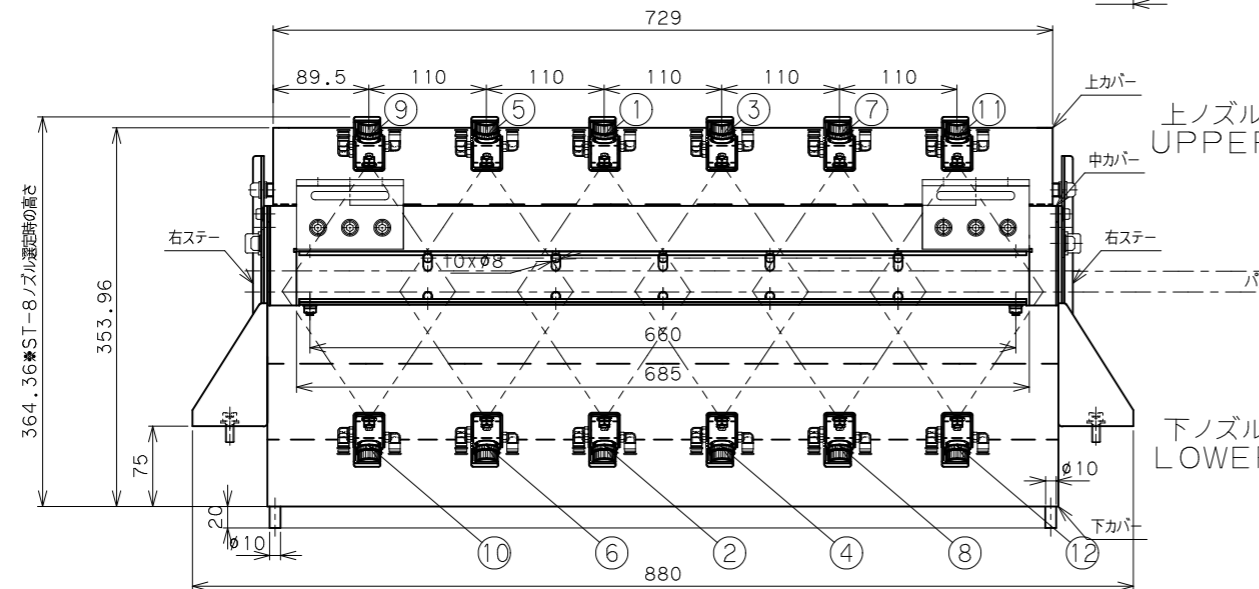 729
89.5 110 110 110 110 110
⑨ ⑤ ① ③ ⑦ ⑪
上カバー
上ノズル
UPPER
中カバー
364.36※ST-8ノズル選定時の高さ
353.96
右ステー
右ステー
10xφ8
パ
660
685
下ノズル
LOWER
75
20
φ10
φ10
下カバー
⑩ ⑥ ② ④ ⑧ ⑫
880